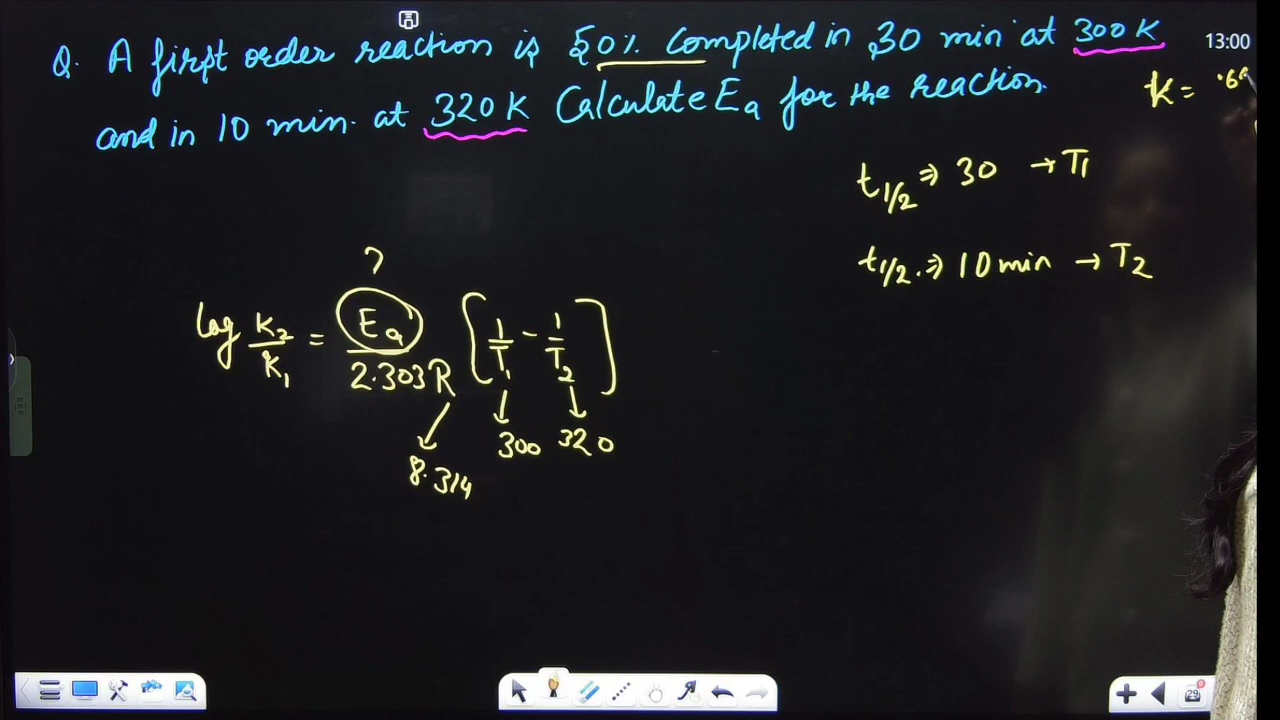 Q. A first order reaction is 50% completed in 30 min at 300 K
13:00
and in 10 min. at 320 K Calculate Ea for the reaction.
k = .6
t1/2 ⇒ 30 → T1
t1/2 . ⇒ 10 min → T2
?
log K2/K1 = Ea/2.303R [1/T1 - 1/T2]
8.314
300
320
29